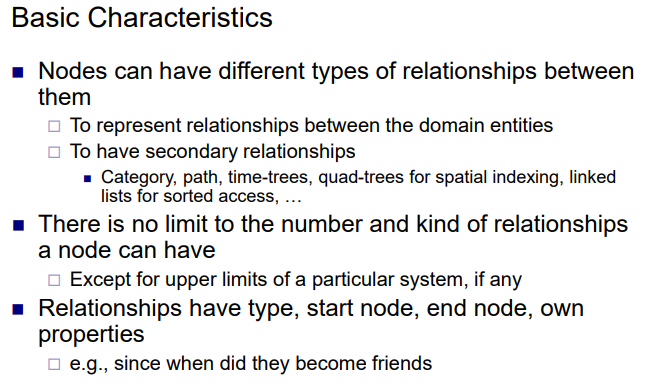 Basic Characteristics
Nodes can have different types of relationships between
them
To represent relationships between the domain entities
To have secondary relationships
Category, path, time-trees, quad-trees for spatial indexing, linked
lists for sorted access, …
There is no limit to the number and kind of relationships
a node can have
Except for upper limits of a particular system, if any
Relationships have type, start node, end node, own
properties
e.g., since when did they become friends